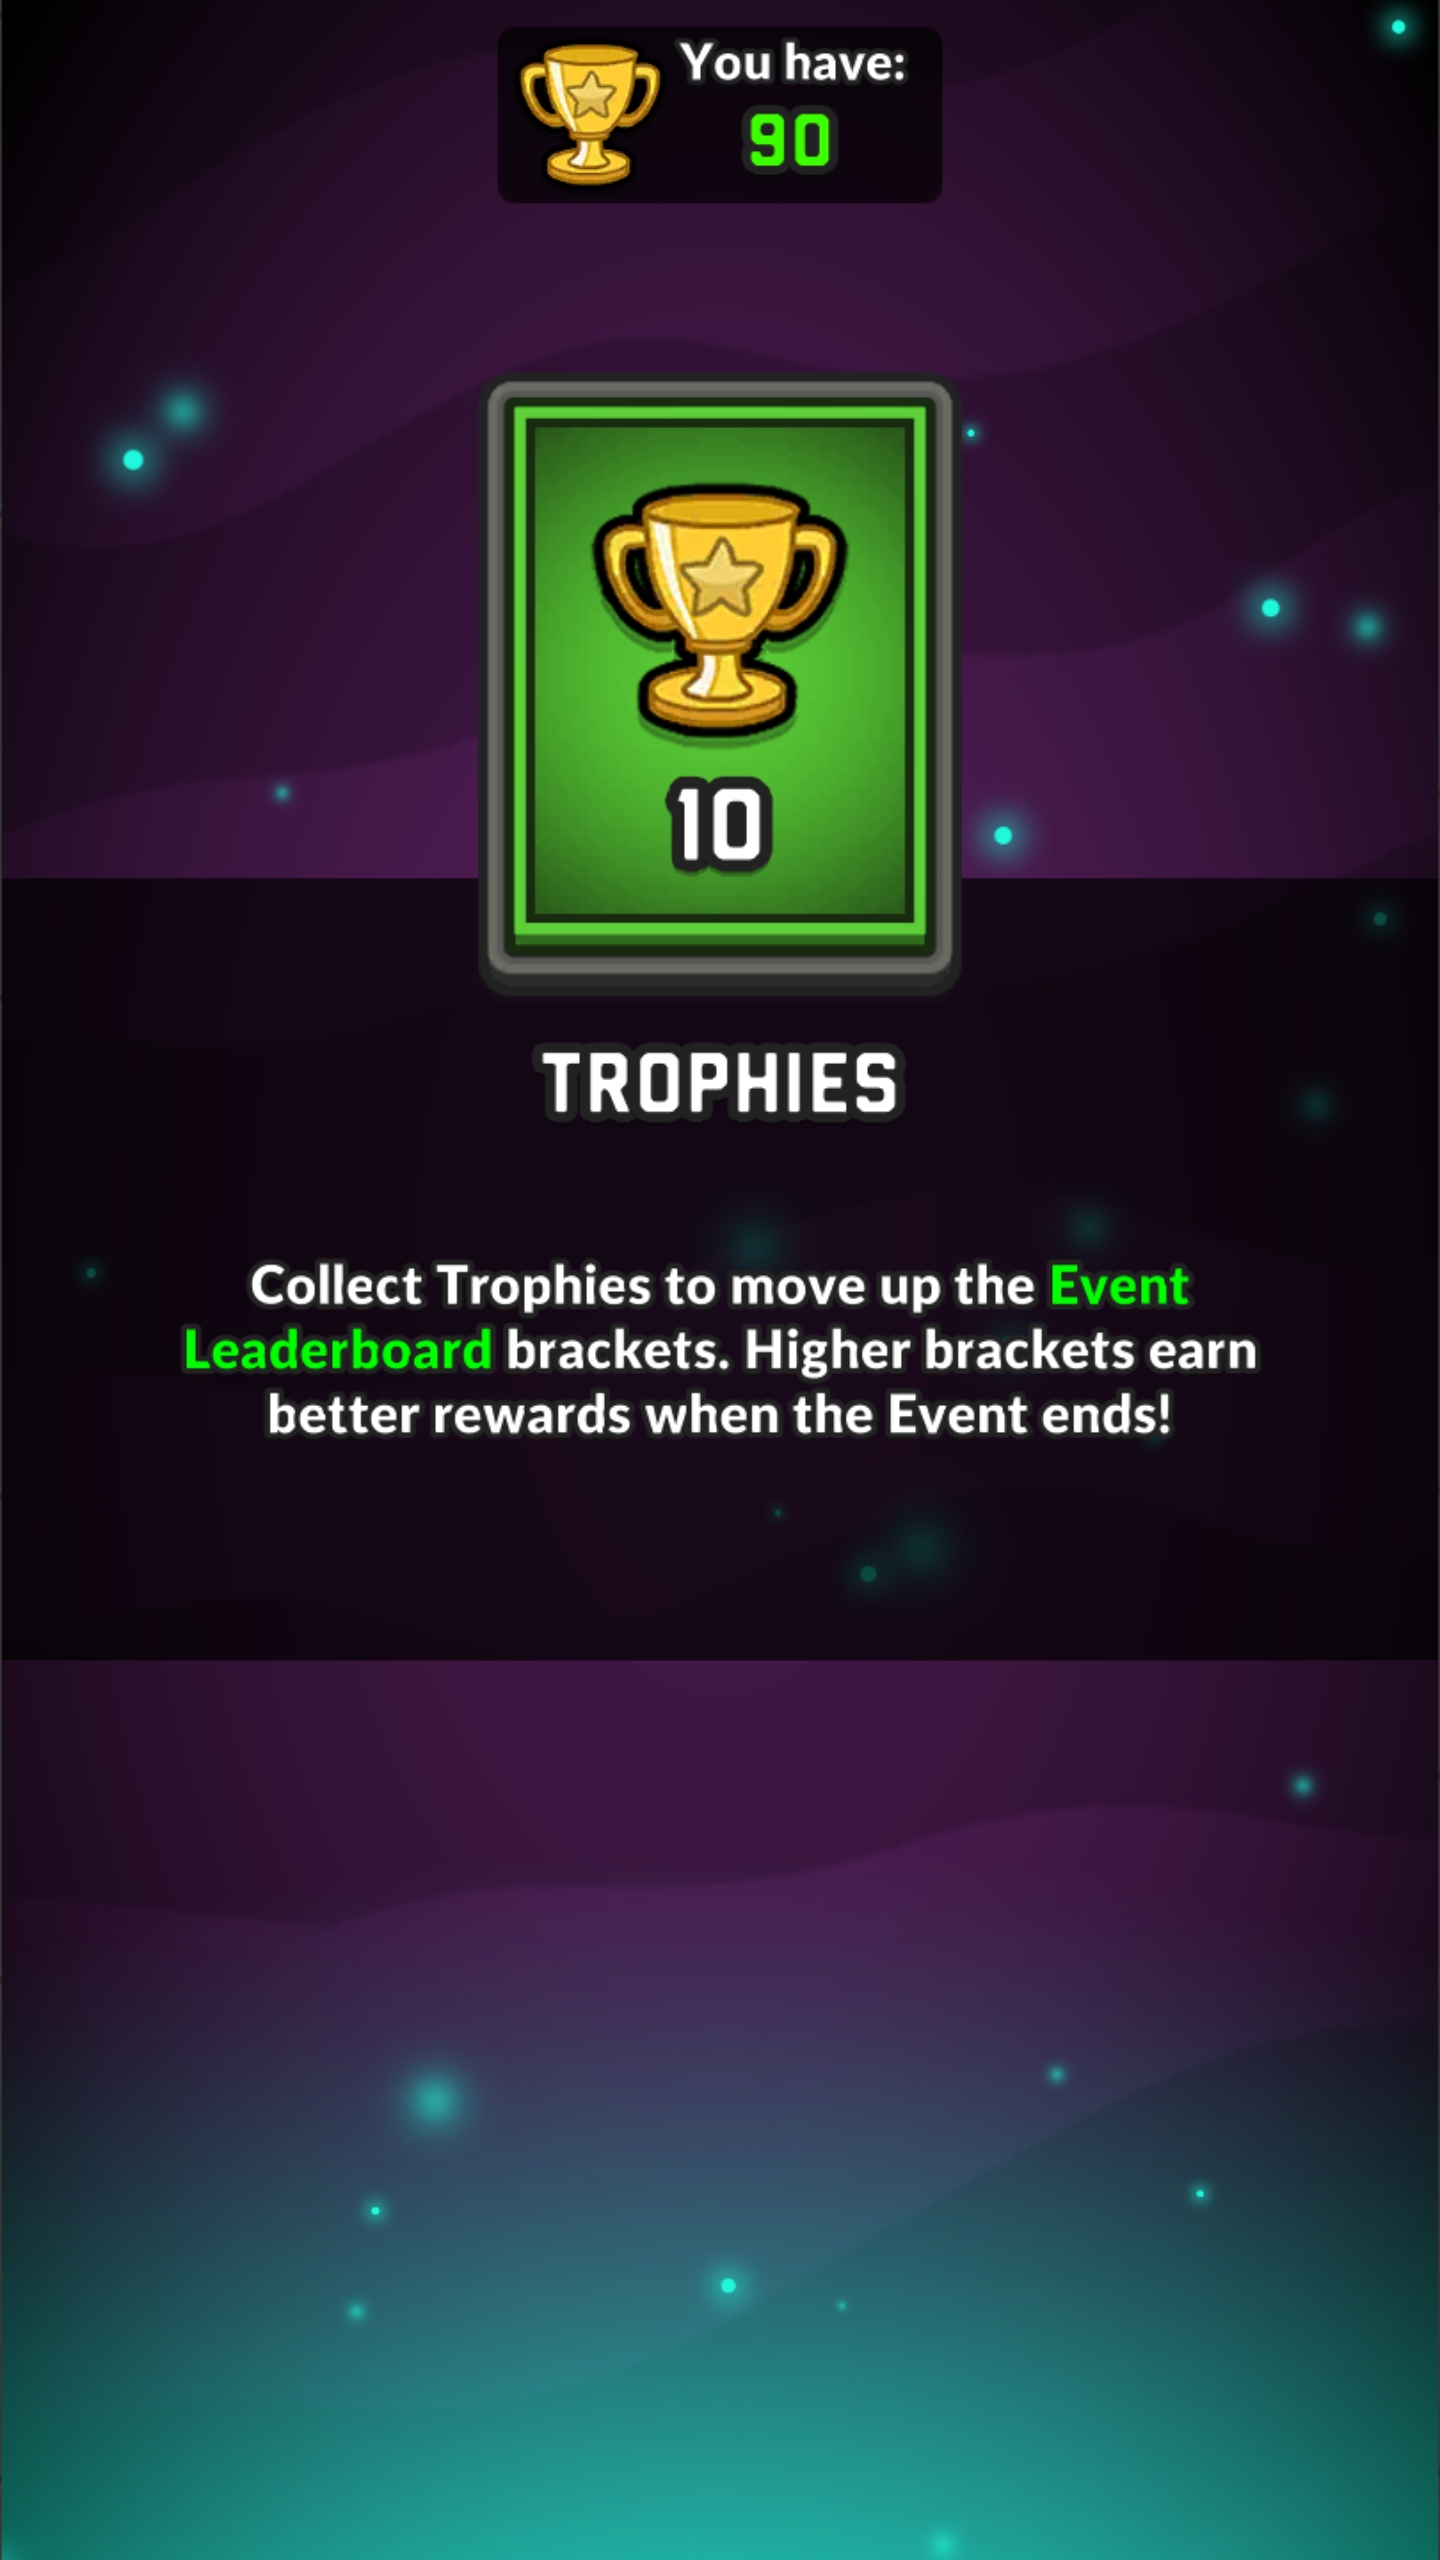 You have:
90
10
TROPHIES
Collect Trophies to move up the Event
Leaderboard brackets. Higher brackets earn
better rewards when the Event ends!